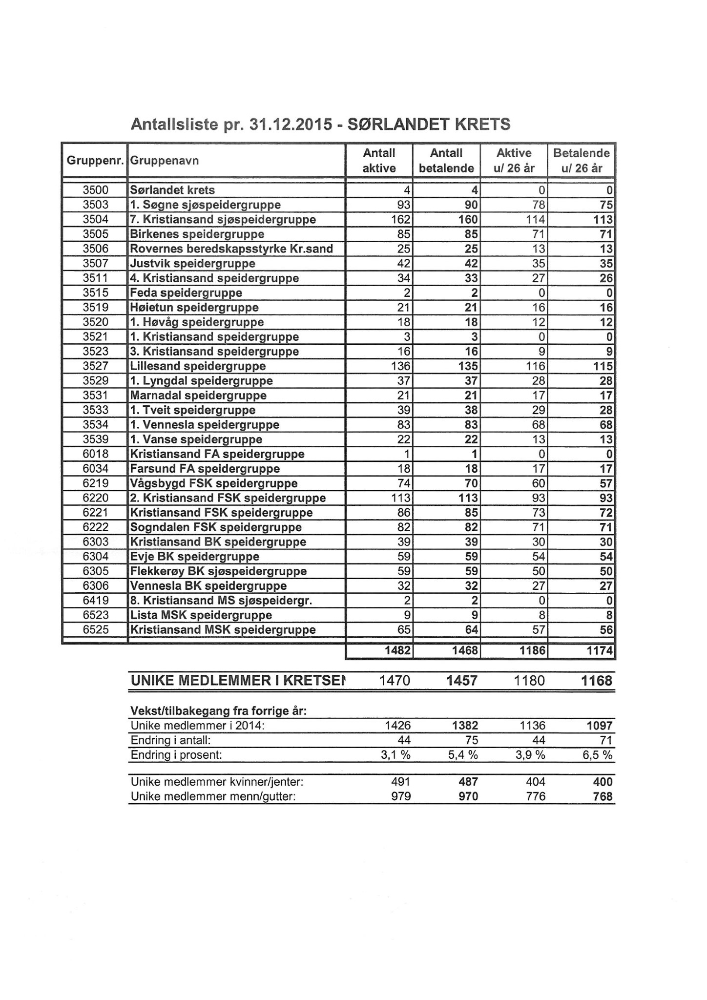 Antallsliste pr. 31.12.2015 - SØRLANDET KRETS
Gruppenr. Gruppenavn Antall aktive Antall betalende Aktive u/ 26 år Betalende u/ 26 år
3500 Sørlandet krets 4 4 0 0
3503 1. Søgne sjøspeidergruppe 93 90 78 75
3504 7. Kristiansand sjøspeidergruppe 162 160 114 113
3505 Birkenes speidergruppe 85 85 71 71
3506 Rovernes beredskapsstyrke Kr.sand 25 25 13 13
3507 Justvik speidergruppe 42 42 35 35
3511 4. Kristiansand speidergruppe 34 33 27 26
3515 Feda speidergruppe 2 2 0 0
3519 Høietun speidergruppe 21 21 16 16
3520 1. Høvåg speidergruppe 18 18 12 12
3521 1. Kristiansand speidergruppe 3 3 0 0
3523 3. Kristiansand speidergruppe 16 16 9 9
3527 Lillesand speidergruppe 136 135 116 115
3529 1. Lyngdal speidergruppe 37 37 28 28
3531 Marnadal speidergruppe 21 21 17 17
3533 1. Tveit speidergruppe 39 38 29 28
3534 1. Vennesla speidergruppe 83 83 68 68
3539 1. Vanse speidergruppe 22 22 13 13
6018 Kristiansand FA speidergruppe 1 1 0 0
6034 Farsund FA speidergruppe 18 18 17 17
6219 Vågsbygd FSK speidergruppe 74 70 60 57
6220 2. Kristiansand FSK speidergruppe 113 113 93 93
6221 Kristiansand FSK speidergruppe 86 85 73 72
6222 Sogndalen FSK speidergruppe 82 82 71 71
6303 Kristiansand BK speidergruppe 39 39 30 30
6304 Evje BK speidergruppe 59 59 54 54
6305 Flekkerøy BK sjøspeidergruppe 59 59 50 50
6306 Vennesla BK speidergruppe 32 32 27 27
6419 8. Kristiansand MS sjøspeidergr. 2 2 0 0
6523 Lista MSK speidergruppe 9 9 8 8
6525 Kristiansand MSK speidergruppe 65 64 57 56
1482 1468 1186 1174
UNIKE MEDLEMMER I KRETSEN 1470 1457 1180 1168
Vekst/tilbakegang fra forrige år:
Unike medlemmer i 2014: 1426 1382 1136 1097
Endring i antall: 44 75 44 71
Endring i prosent: 3,1 % 5,4 % 3,9 % 6,5 %
Unike medlemmer kvinner/jenter: 491 487 404 400
Unike medlemmer menn/gutter: 979 970 776 768